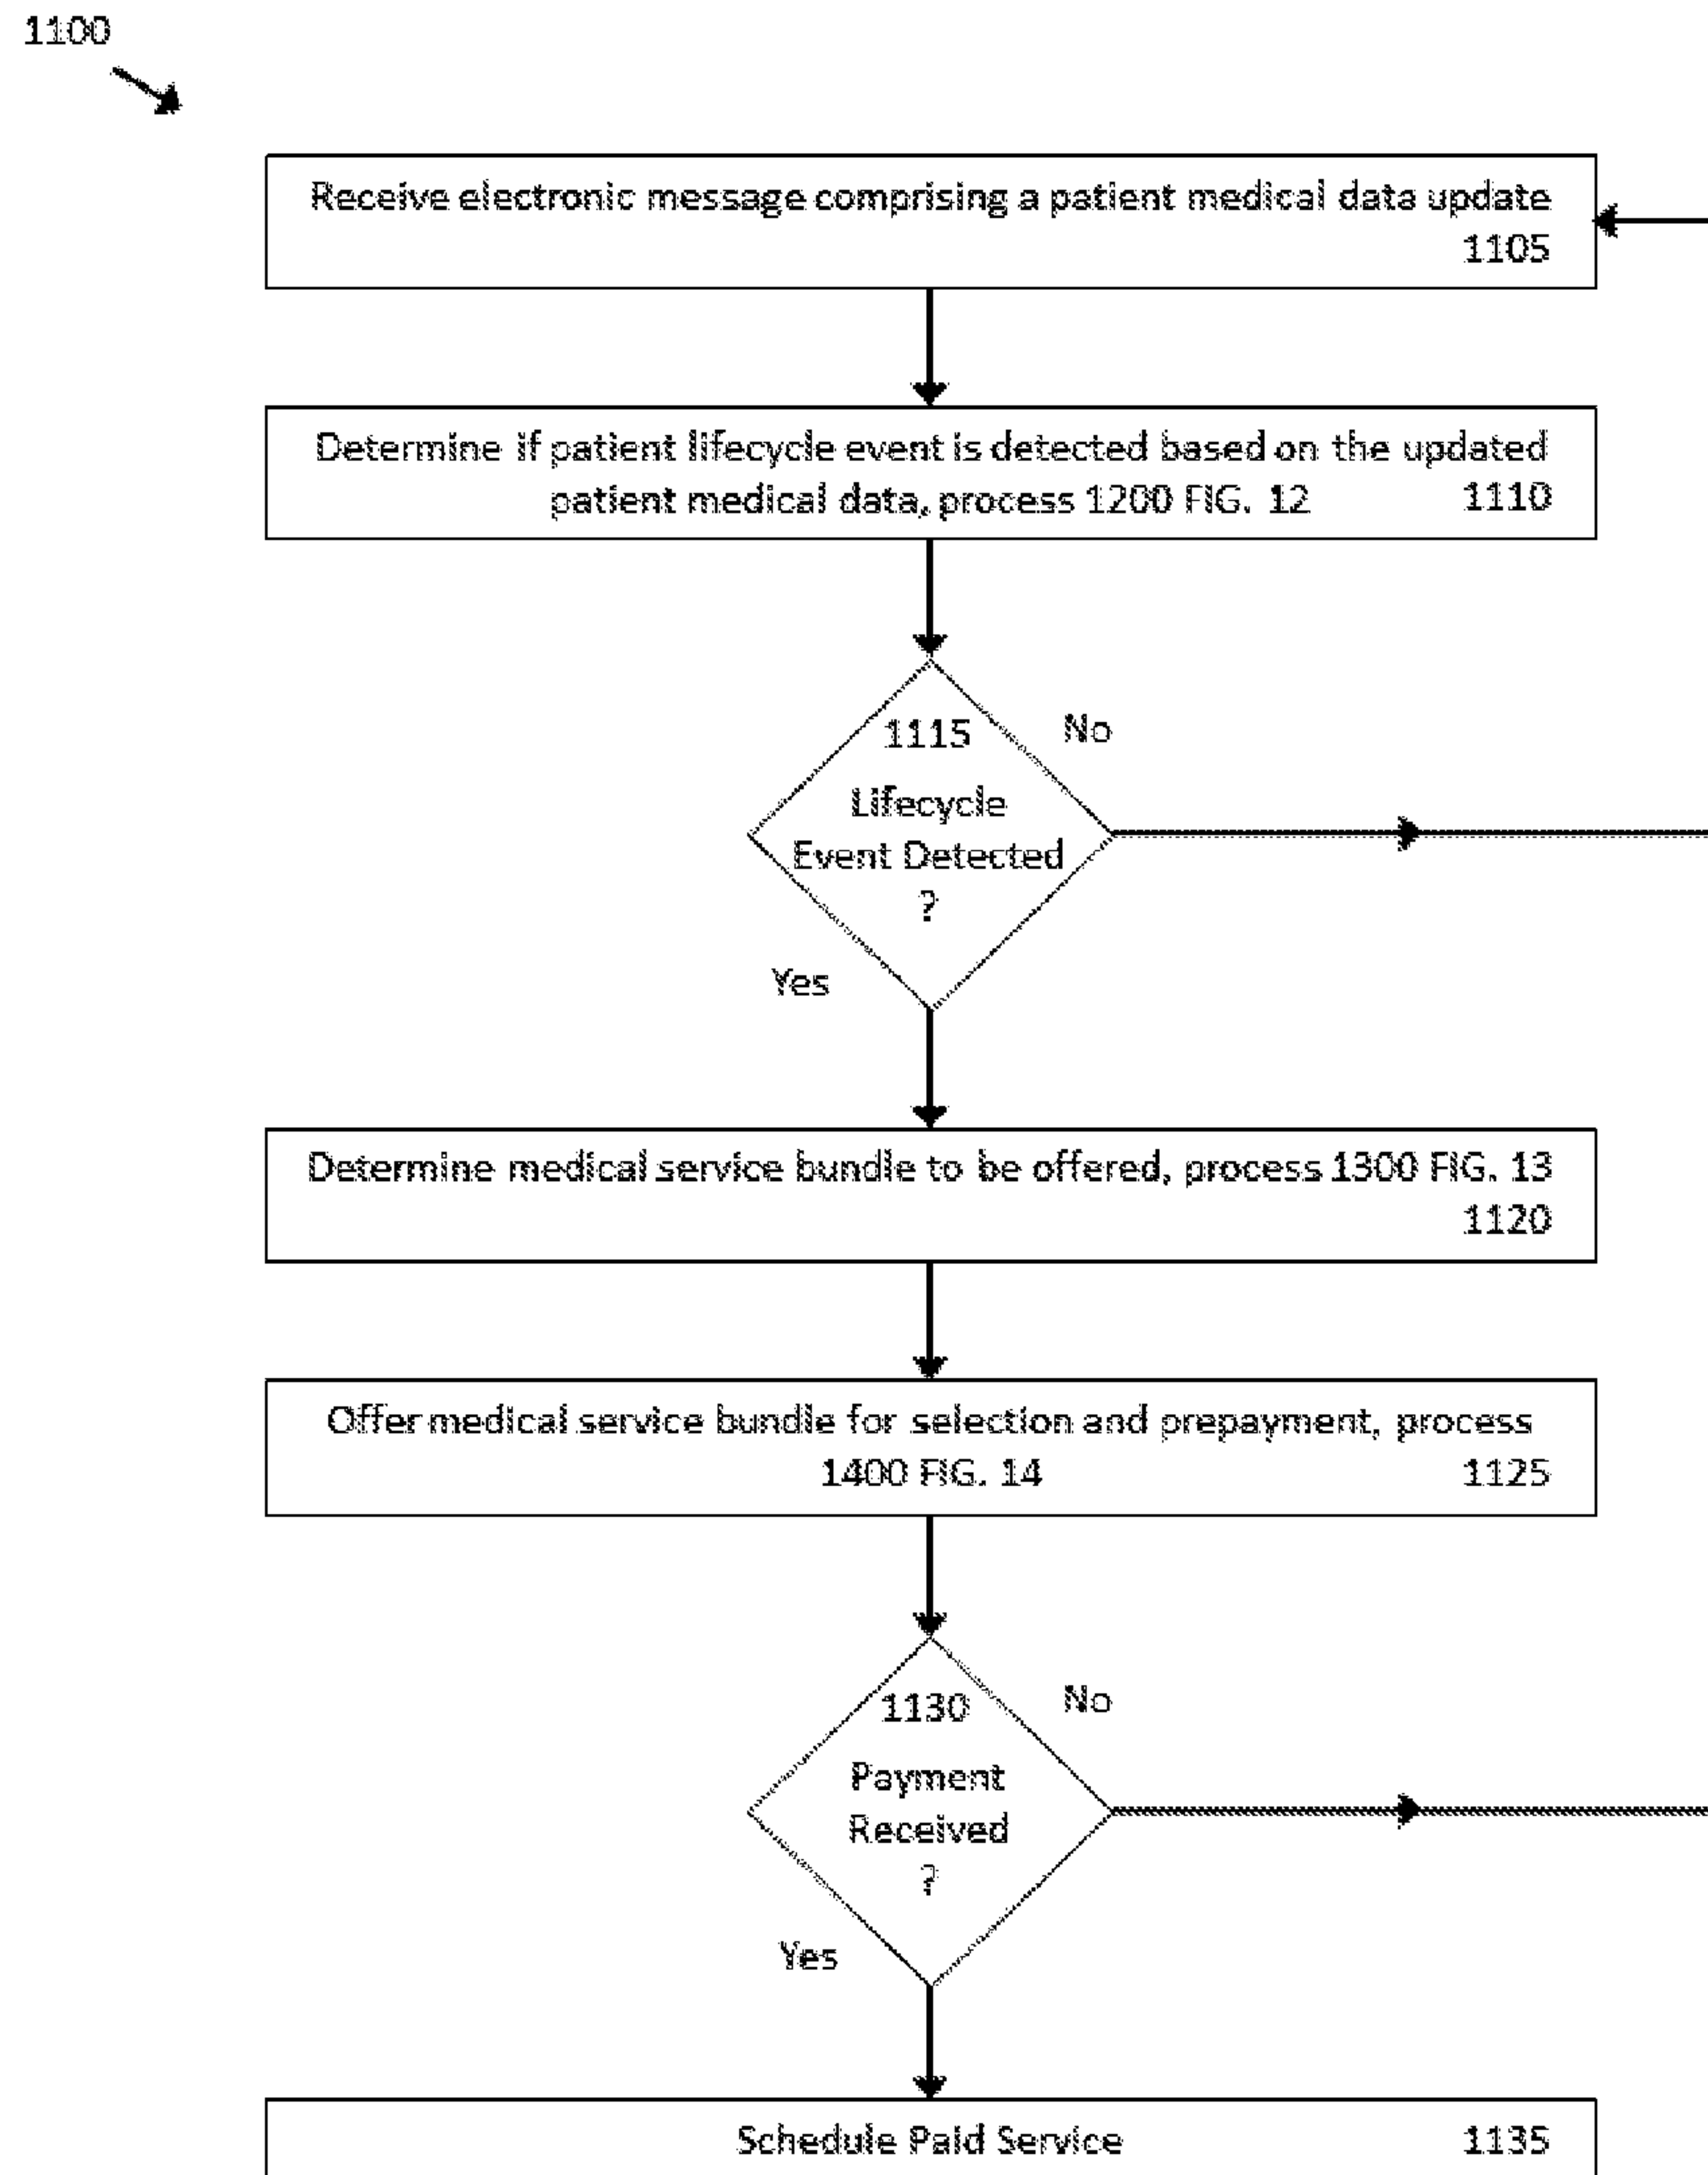 1100
Receive electronic message comprising a patient medical data update
1105
Determine if patient lifecycle event is detected based on the updated
patient medical data, process 1200 FIG. 12 1110
1115
No
Lifecycle
Event Detected
?
Yes
Determine medical service bundle to be offered, process 1300 FIG. 13
1120
Offer medical service bundle for selection and prepayment, process
1400 FIG. 14 1125
1130
No
Payment
Received
?
Yes
Schedule Paid Service 1135